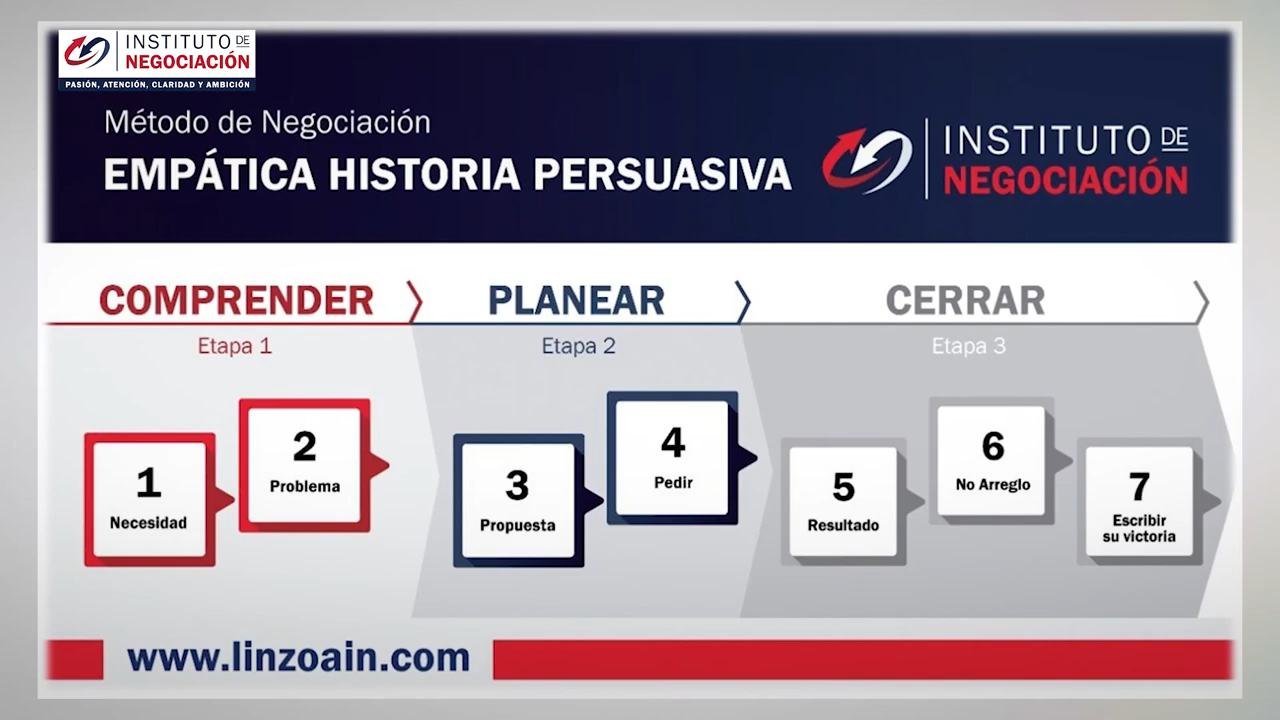 INSTITUTO DE
NEGOCIACIÓN
PASIÓN, ATENCIÓN, CLARIDAD Y AMBICIÓN
Método de Negociación
EMPÁTICA HISTORIA PERSUASIVA
INSTITUTO DE
NEGOCIACIÓN
COMPRENDER
Etapa 1
PLANEAR
Etapa 2
CERRAR
Etapa 3
1
Necesidad
2
Problema
3
Propuesta
4
Pedir
5
Resultado
6
No Arreglo
7
Escribir
su victoria
www.linzoain.com